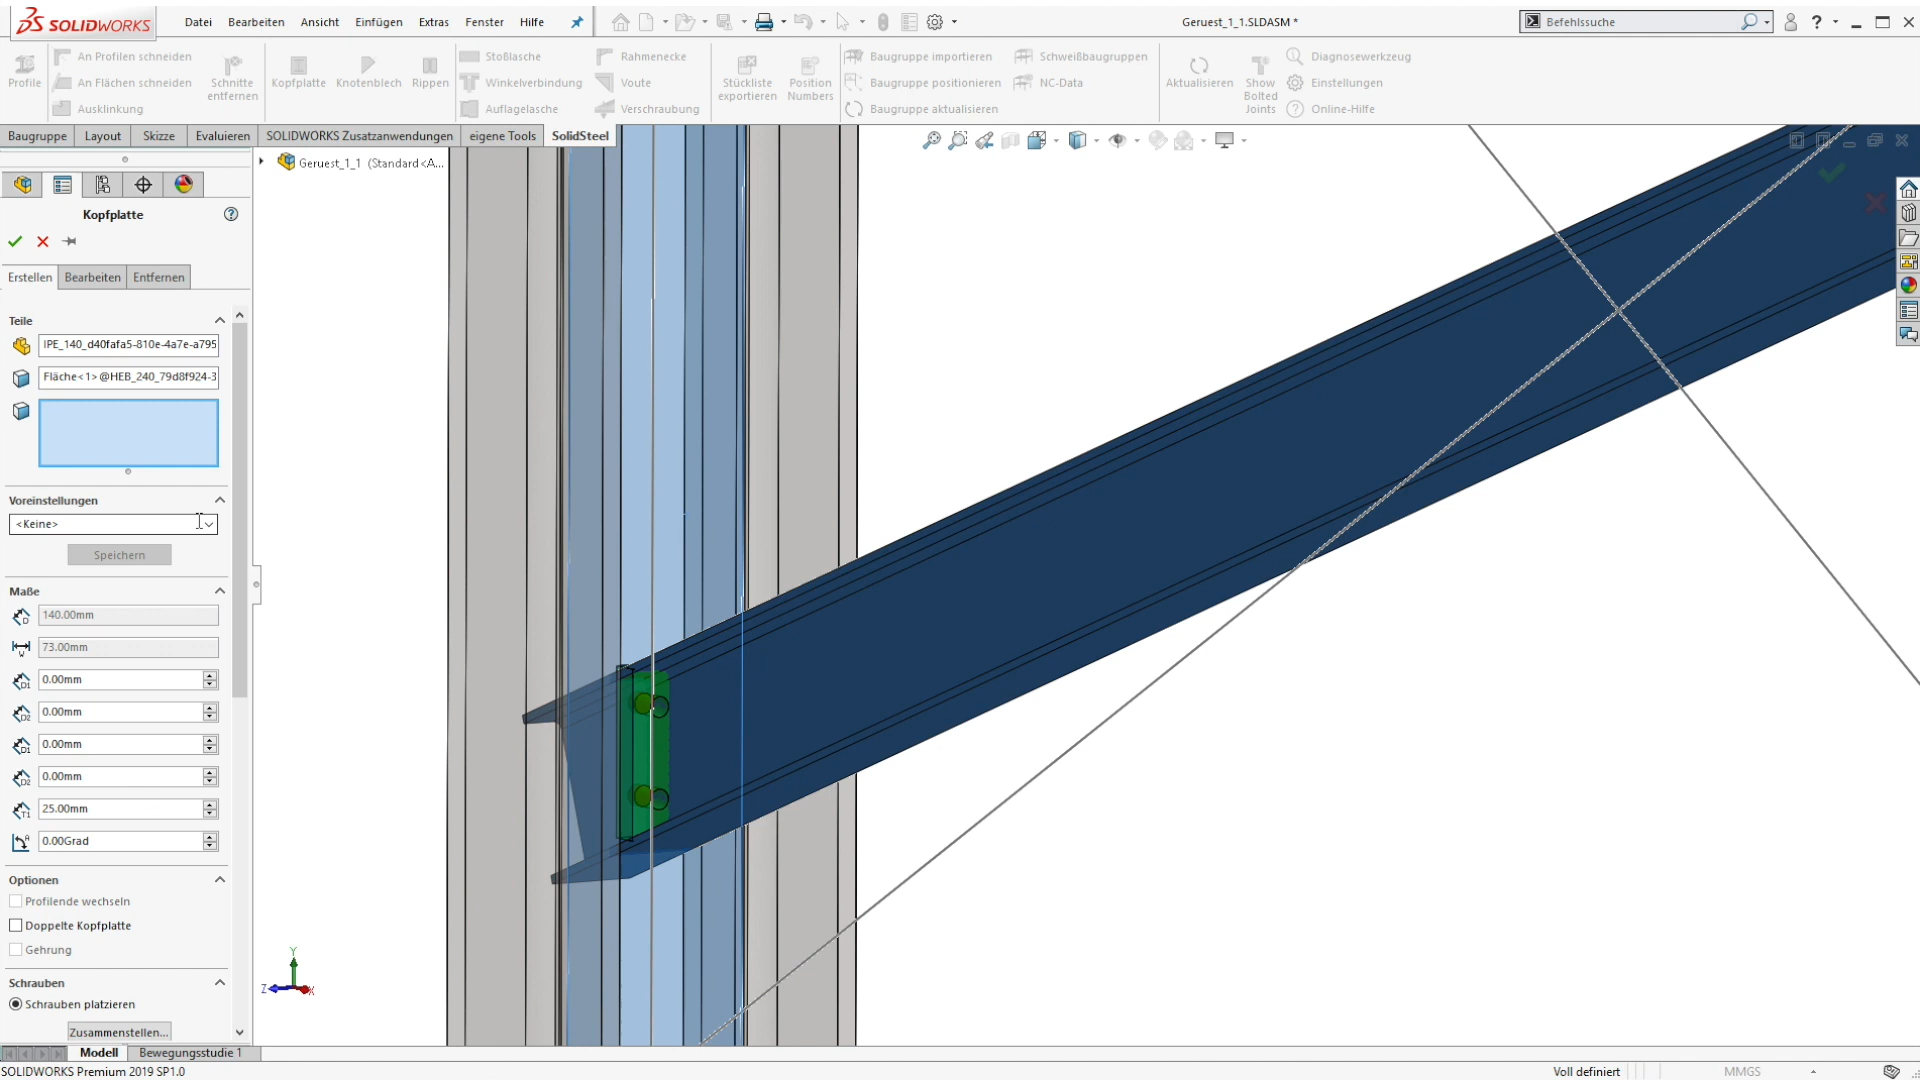 SOLIDWORKS
Datei Bearbeiten Ansicht Einfügen Extras Fenster Hilfe
Geruest_1_1.SLDASM *
Befehlssuche
Profile
An Profilen schneiden
An Flächen schneiden
Ausklinkung
Schnitte
entfernen
Kopfplatte Knotenblech Rippen
Stoßlasche
Winkelverbindung
Auflagelasche
Rahmenecke
Voute
Verschraubung
Stückliste
exportieren
Position
Numbers
Baugruppe importieren
Baugruppe positionieren
Baugruppe aktualisieren
Schweißbaugruppen
NC-Data
Aktualisieren
Show
Bolted
Joints
Diagnosewerkzeug
Einstellungen
Online-Hilfe
Baugruppe Layout Skizze Evaluieren SOLIDWORKS Zusatzanwendungen eigene Tools SolidSteel
Geruest_1_1 (Standard<A...
Kopfplatte
Erstellen Bearbeiten Entfernen
Teile
IPE_140_d40fafa5-810e-4a7e-a795
Fläche<1>@HEB_240_79d8f924-3
Voreinstellungen
<Keine>
Speichern
Maße
140.00mm
73.00mm
0.00mm
0.00mm
0.00mm
0.00mm
25.00mm
0.00Grad
Optionen
Profilende wechseln
Doppelte Kopfplatte
Gehrung
Schrauben
Schrauben platzieren
Zusammenstellen...
Y
Z X
Modell Bewegungsstudie 1
SOLIDWORKS Premium 2019 SP1.0
Voll definiert MMGS